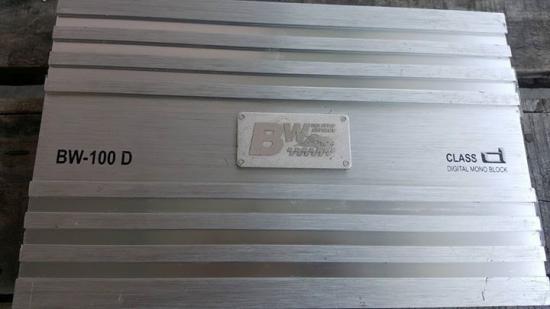 BW-100 D
BW
CLASS d
DIGITAL MONO BLOCK